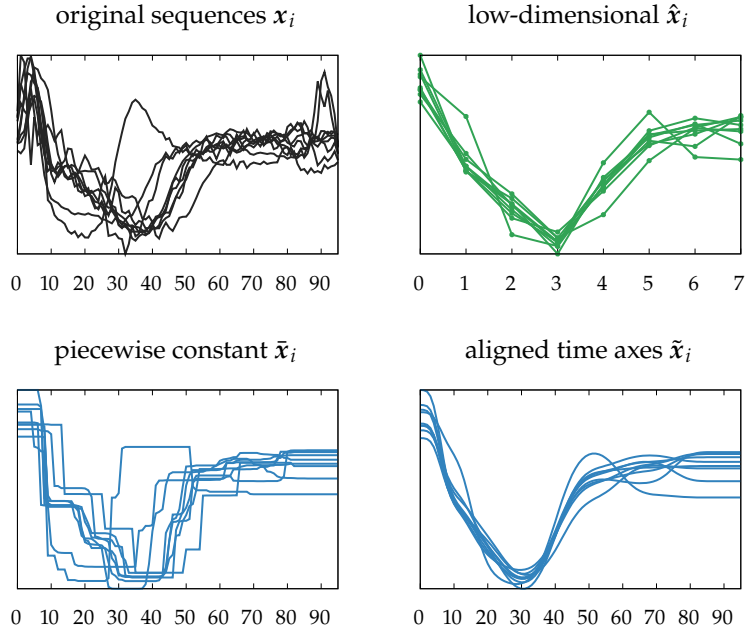 original sequences xᵢ
low-dimensional x̂ᵢ
0 10 20 30 40 50 60 70 80 90
0 1 2 3 4 5 6 7
piecewise constant x̄ᵢ
aligned time axes x̃ᵢ
0 10 20 30 40 50 60 70 80 90
0 10 20 30 40 50 60 70 80 90